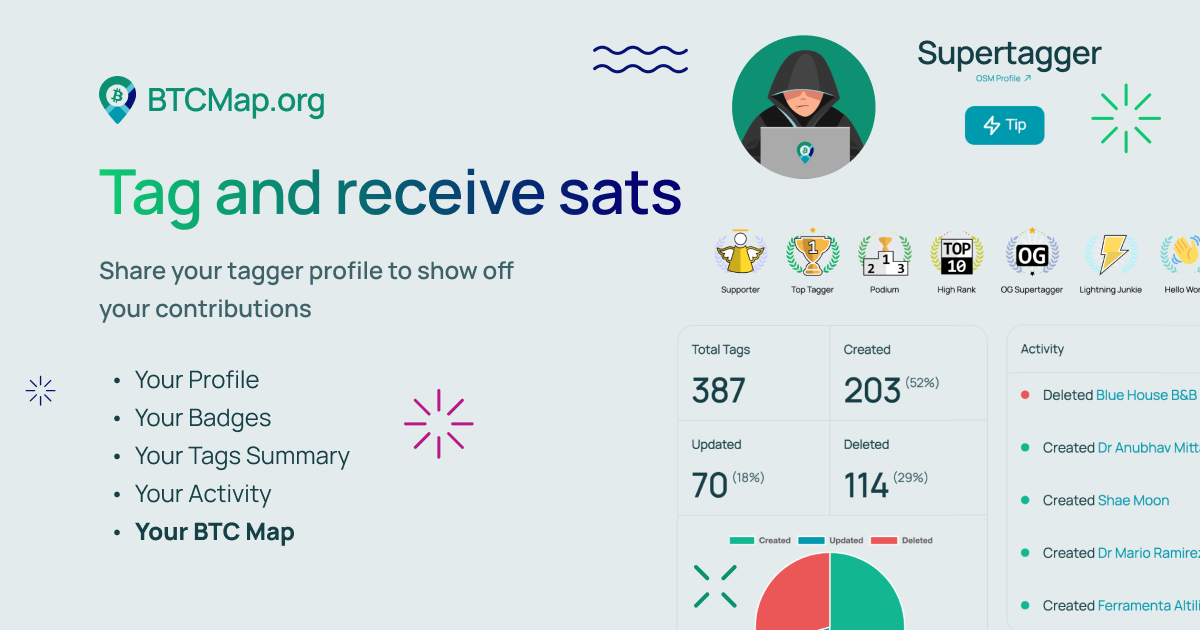 BTCMap.org
Tag and receive sats
Share your tagger profile to show off
your contributions
• Your Profile
• Your Badges
• Your Tags Summary
• Your Activity
• Your BTC Map
Supertagger
OSM Profile ↗
Tip
1
2 1 3
TOP
10
OG
Supporter
Top Tagger
Podium
High Rank
OG Supertagger
Lightning Junkie
Hello Wor
Total Tags
387
Created
203 (52%)
Updated
70 (18%)
Deleted
114 (29%)
Created Updated Deleted
Activity
Deleted Blue House B&B
Created Dr Anubhav Mitt
Created Shae Moon
Created Dr Mario Ramire
Created Ferramenta Altil